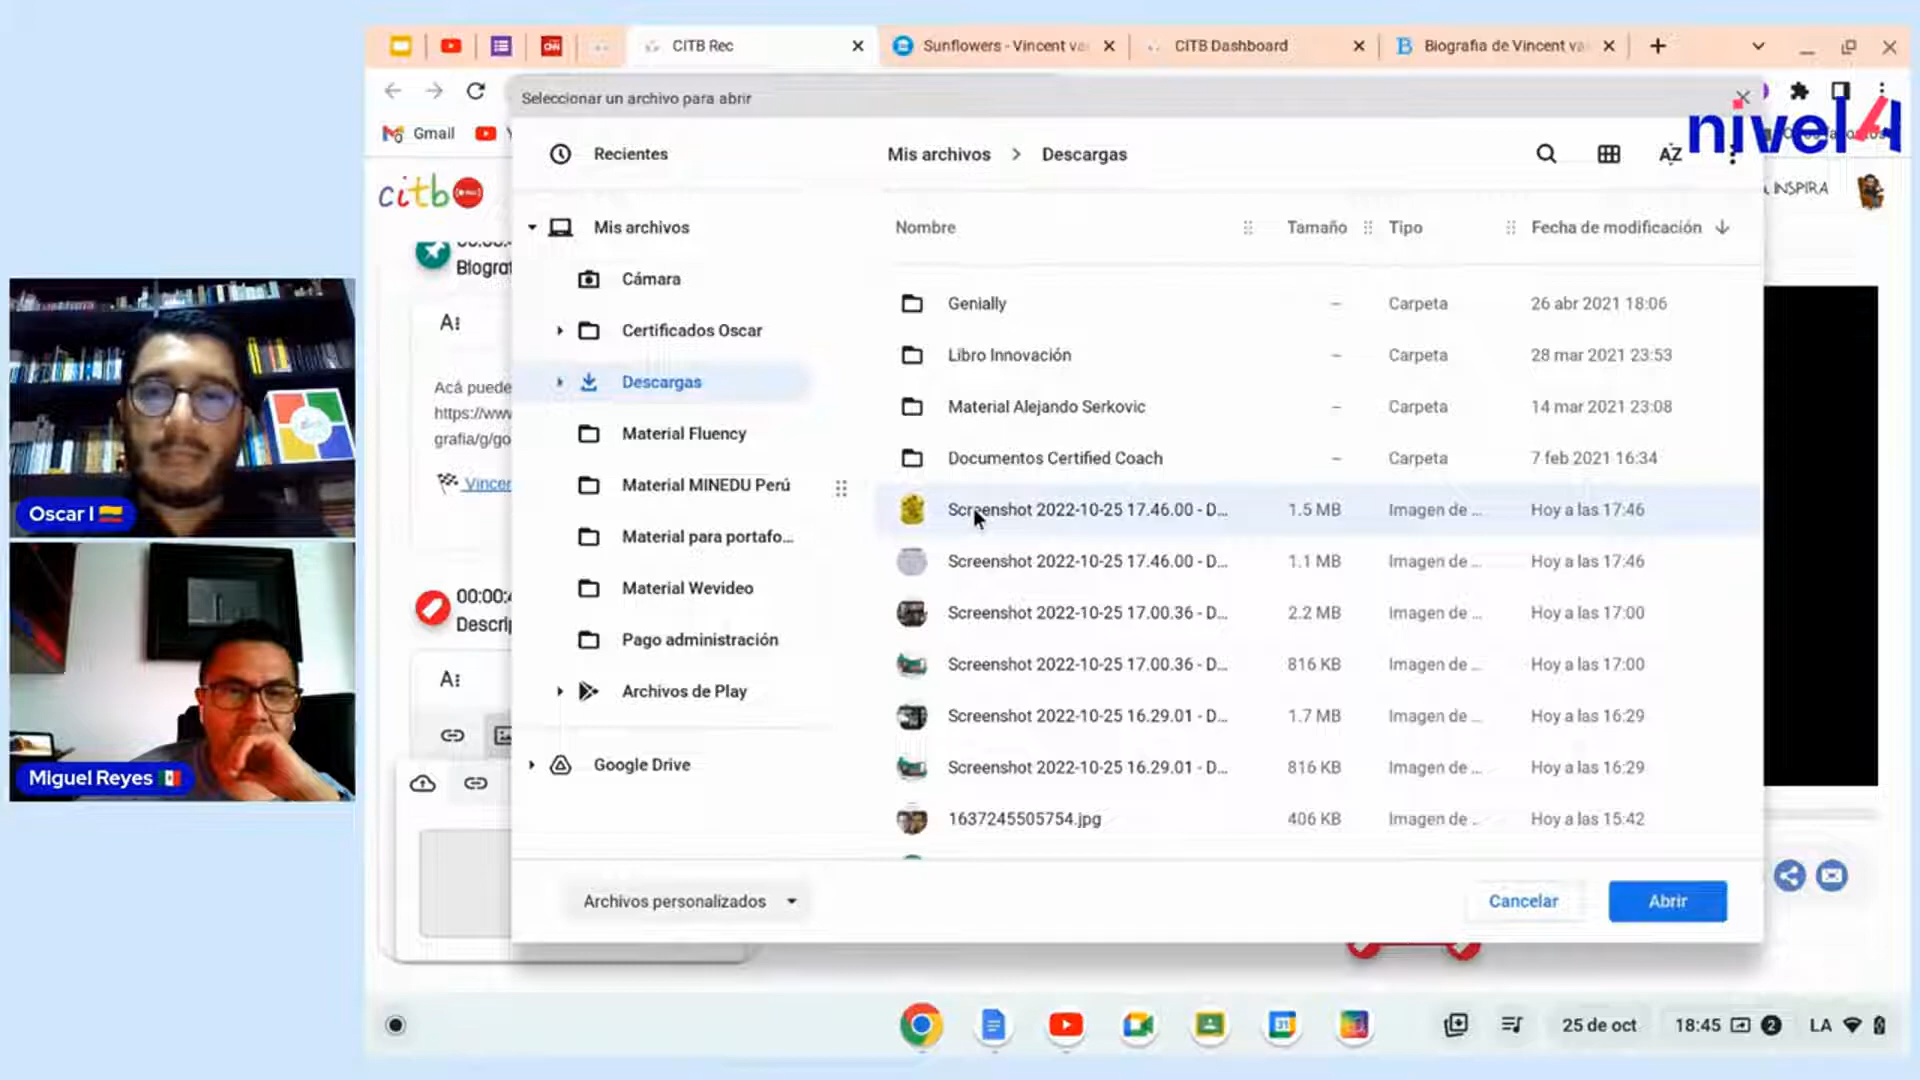 CITB Rec
Sunflowers - Vincent va
CITB Dashboard
Biografia de Vincent va
Seleccionar un archivo para abrir
Gmail
nivel4
citb
INSPIRA
Recientes
Mis archivos
Cámara
Certificados Oscar
Descargas
Material Fluency
Material MINEDU Perú
Material para portafo...
Material Wevideo
Pago administración
Archivos de Play
Google Drive
Mis archivos > Descargas
AZ
Nombre Tamaño Tipo Fecha de modificación
Genially – Carpeta 26 abr 2021 18:06
Libro Innovación – Carpeta 28 mar 2021 23:53
Material Alejando Serkovic – Carpeta 14 mar 2021 23:08
Documentos Certified Coach – Carpeta 7 feb 2021 16:34
Screenshot 2022-10-25 17.46.00 - D... 1.5 MB Imagen de ... Hoy a las 17:46
Screenshot 2022-10-25 17.46.00 - D... 1.1 MB Imagen de ... Hoy a las 17:46
Screenshot 2022-10-25 17.00.36 - D... 2.2 MB Imagen de ... Hoy a las 17:00
Screenshot 2022-10-25 17.00.36 - D... 816 KB Imagen de ... Hoy a las 17:00
Screenshot 2022-10-25 16.29.01 - D... 1.7 MB Imagen de ... Hoy a las 16:29
Screenshot 2022-10-25 16.29.01 - D... 816 KB Imagen de ... Hoy a las 16:29
1637245505754.jpg 406 KB Imagen de ... Hoy a las 15:42
Archivos personalizados
Cancelar
Abrir
Biograf
Acá puede
https://www
grafia/g/go
Vincer
00:00:
Descrip
Oscar I
Miguel Reyes
25 de oct
18:45
2
LA